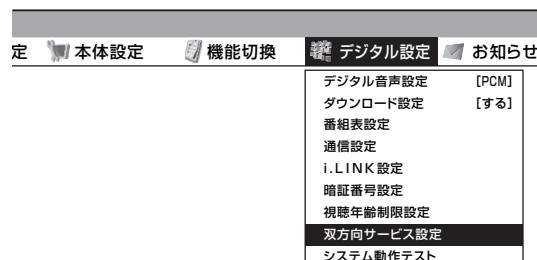 定 本体設定 機能切換 デジタル設定 お知らせ
デジタル音声設定 [PCM]
ダウンロード設定 [する]
番組表設定
通信設定
i.LINK設定
暗証番号設定
視聴年齢制限設定
双方向サービス設定
システム動作テスト